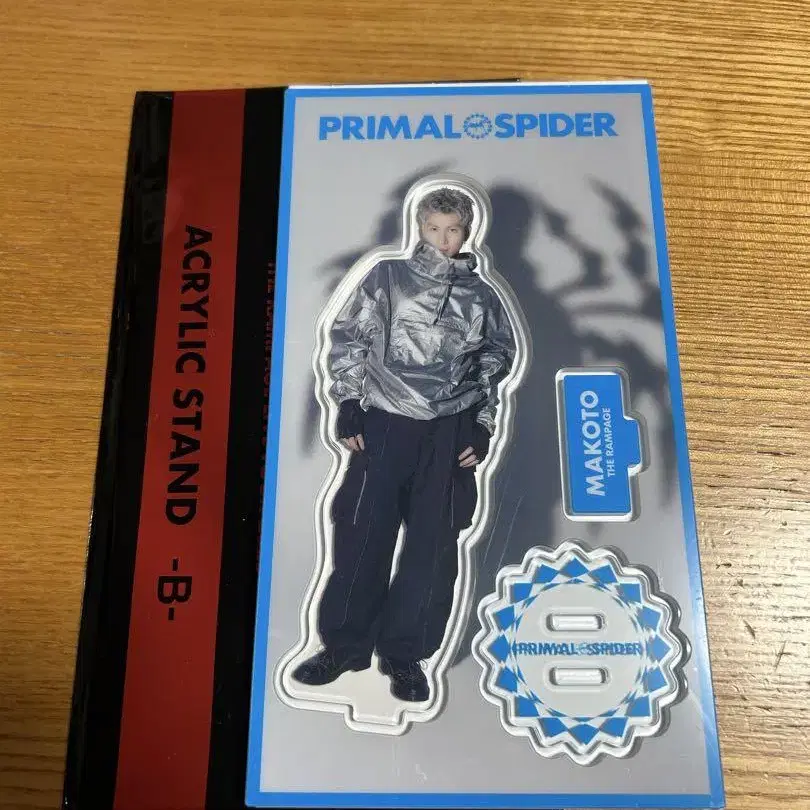 PRIMAL SPIDER
ACRYLIC STAND -B-
MAKOTO
THE RAMPAGE
PRIMAL SPIDER